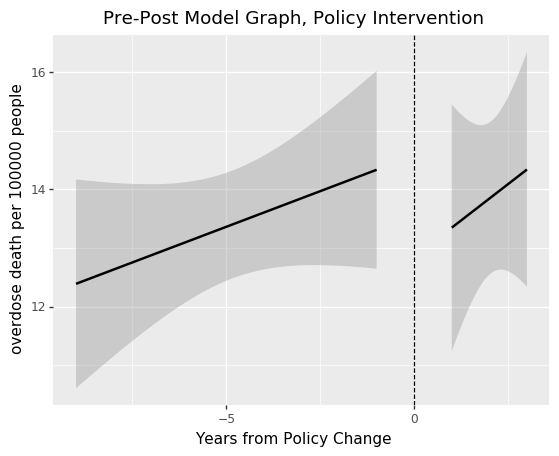 Pre-Post Model Graph, Policy Intervention
overdose death per 100000 people
16
14
12
−5
0
Years from Policy Change